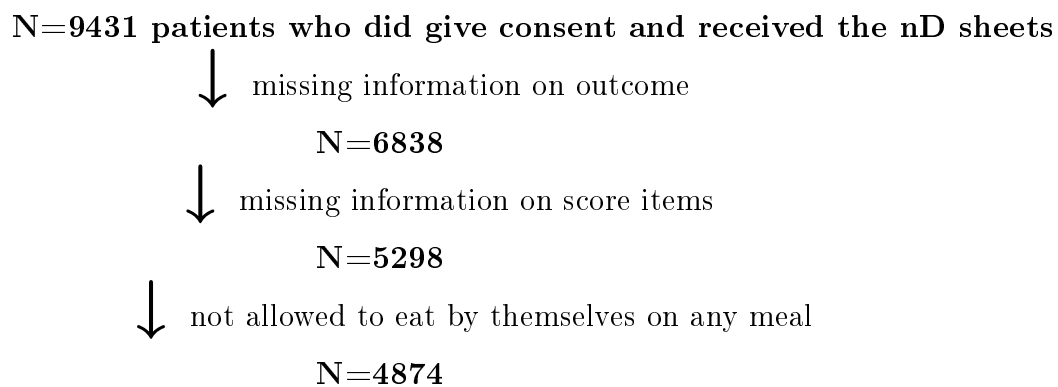 N=9431 patients who did give consent and received the nD sheets
missing information on outcome
N=6838
missing information on score items
N=5298
not allowed to eat by themselves on any meal
N=4874